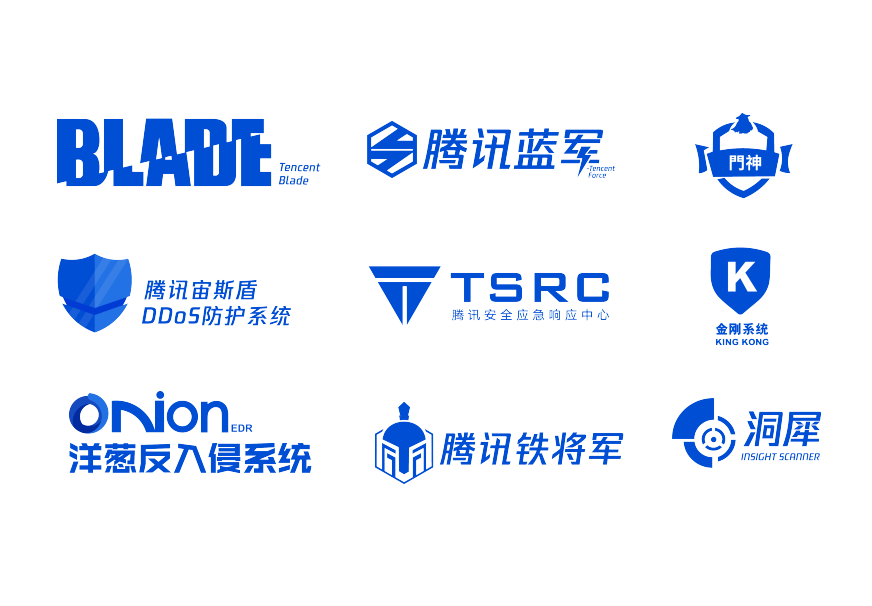 BLADE
Tencent
Blade
腾讯蓝军
-Tencent
Force
門神
腾讯宙斯盾
DDoS防护系统
TSRC
腾讯安全应急响应中心
K
金刚系统
KING KONG
Onion
EDR
洋葱反入侵系统
腾讯铁将军
洞犀
INSIGHT SCANNER